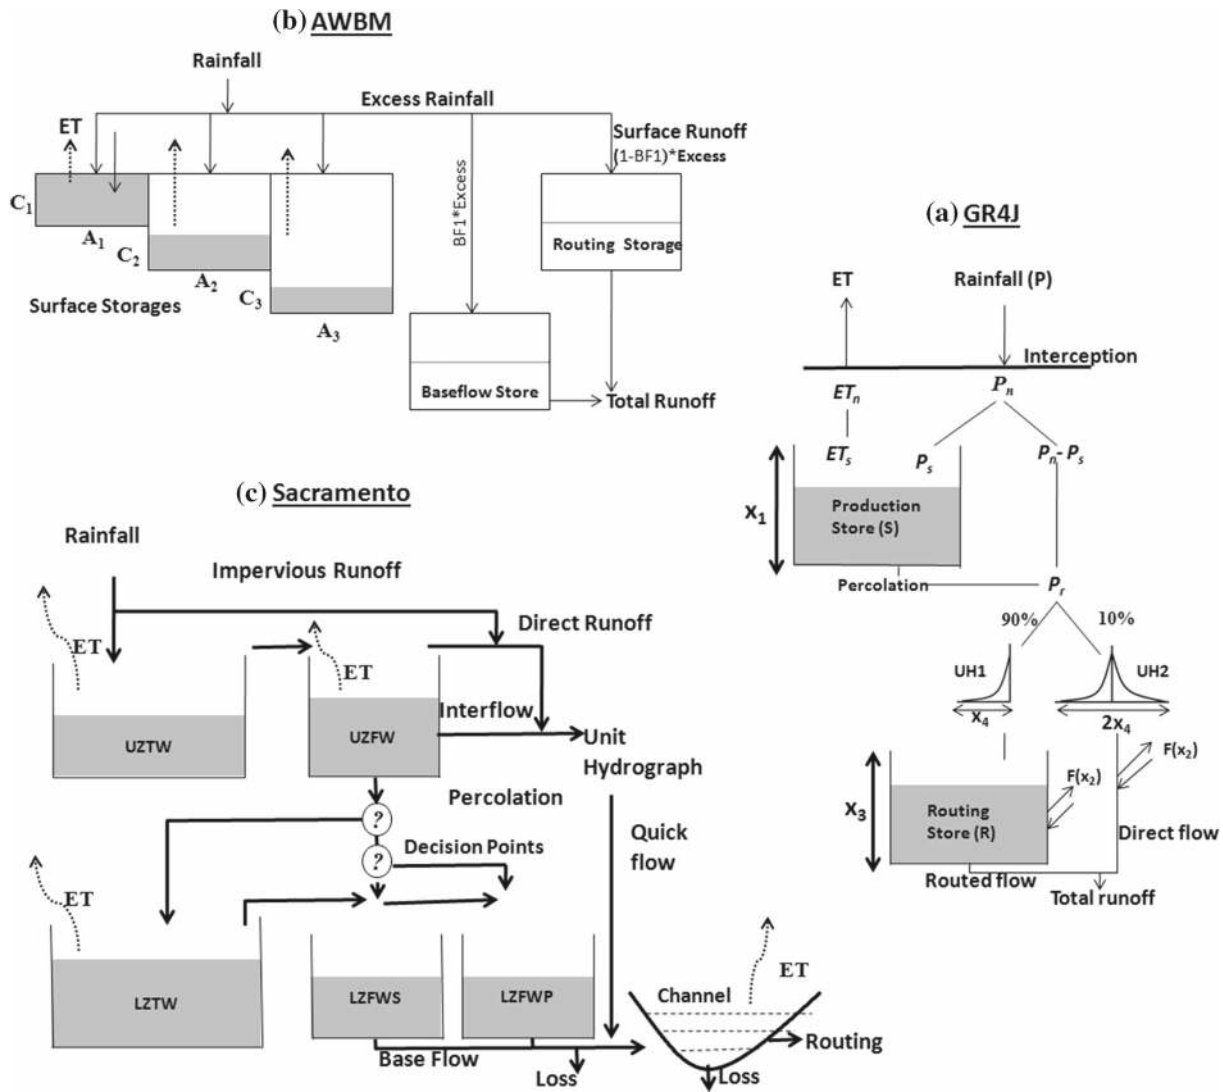 (b) AWBM
Rainfall
Excess Rainfall
ET
Surface Runoff
(1-BF1)*Excess
C1
A1
C2
A2
C3
A3
BF1*Excess
Routing Storage
Surface Storages
Baseflow Store
Total Runoff
(a) GR4J
ET
Rainfall (P)
Interception
ETn
Pn
ETs
Ps
Pn- Ps
X1
Production
Store (S)
Percolation
Pr
90%
10%
UH1
UH2
X4
2x4
F(x2)
F(x2)
X3
Routing
Store (R)
Direct flow
Routed flow
Total runoff
(c) Sacramento
Rainfall
Impervious Runoff
Direct Runoff
ET
ET
Interflow
UZTW
UZFW
Unit
Hydrograph
Percolation
?
?
Decision Points
Quick
flow
ET
LZTW
LZFWS
LZFWP
ET
Channel
Base Flow
Loss
Routing
Loss